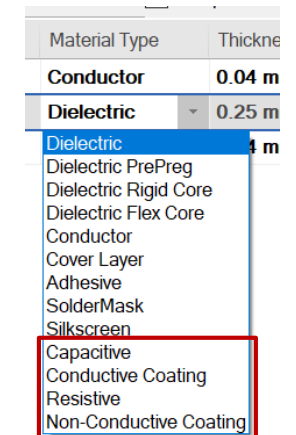 Material Type Thickne
Conductor 0.04 m
Dielectric 0.25 m
Dielectric 4 m
Dielectric PrePreg
Dielectric Rigid Core
Dielectric Flex Core
Conductor
Cover Layer
Adhesive
SolderMask
Silkscreen
Capacitive
Conductive Coating
Resistive
Non-Conductive Coating